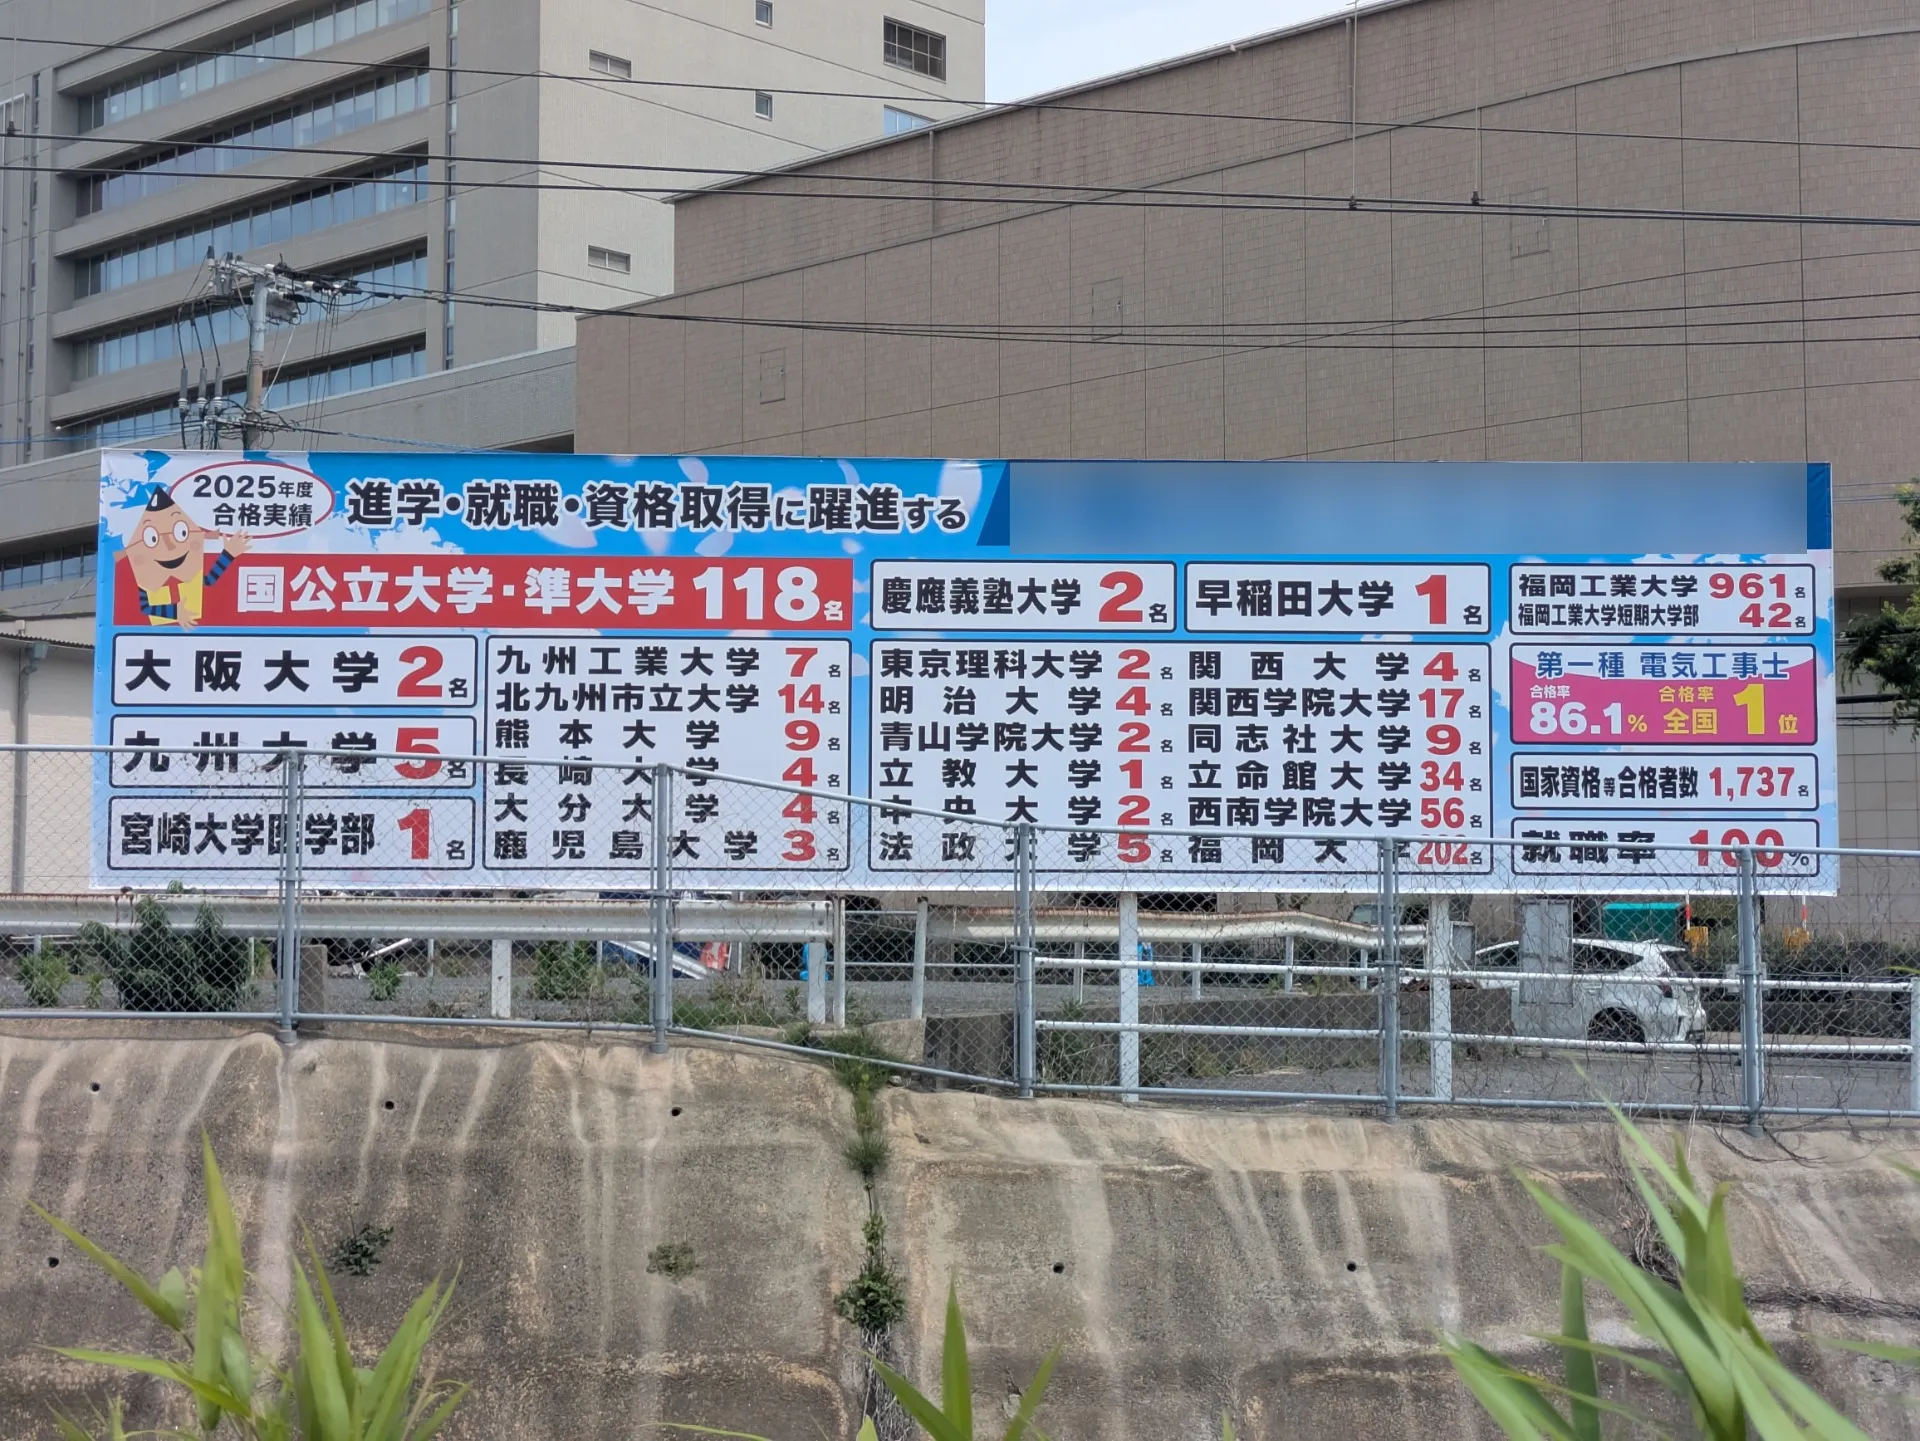 2025年度
合格実績
進学・就職・資格取得に躍進する
国公立大学・準大学 118名
大阪大学 2名
九州大学 5名
宮崎大学医学部 1名
九州工業大学 7名
北九州市立大学 14名
熊本大学 9名
長崎大学 4名
大分大学 4名
鹿児島大学 3名
慶應義塾大学 2名
早稲田大学 1名
東京理科大学 2名
明治大学 4名
青山学院大学 2名
立教大学 1名
中央大学 2名
法政大学 5名
関西大学 4名
関西学院大学 17名
同志社大学 9名
立命館大学 34名
西南学院大学 56名
福岡大学 202名
福岡工業大学 961名
福岡工業大学短期大学部 42名
第一種 電気工事士
合格率 86.1% 合格率 全国1位
国家資格等合格者数 1,737名
就職率 100%